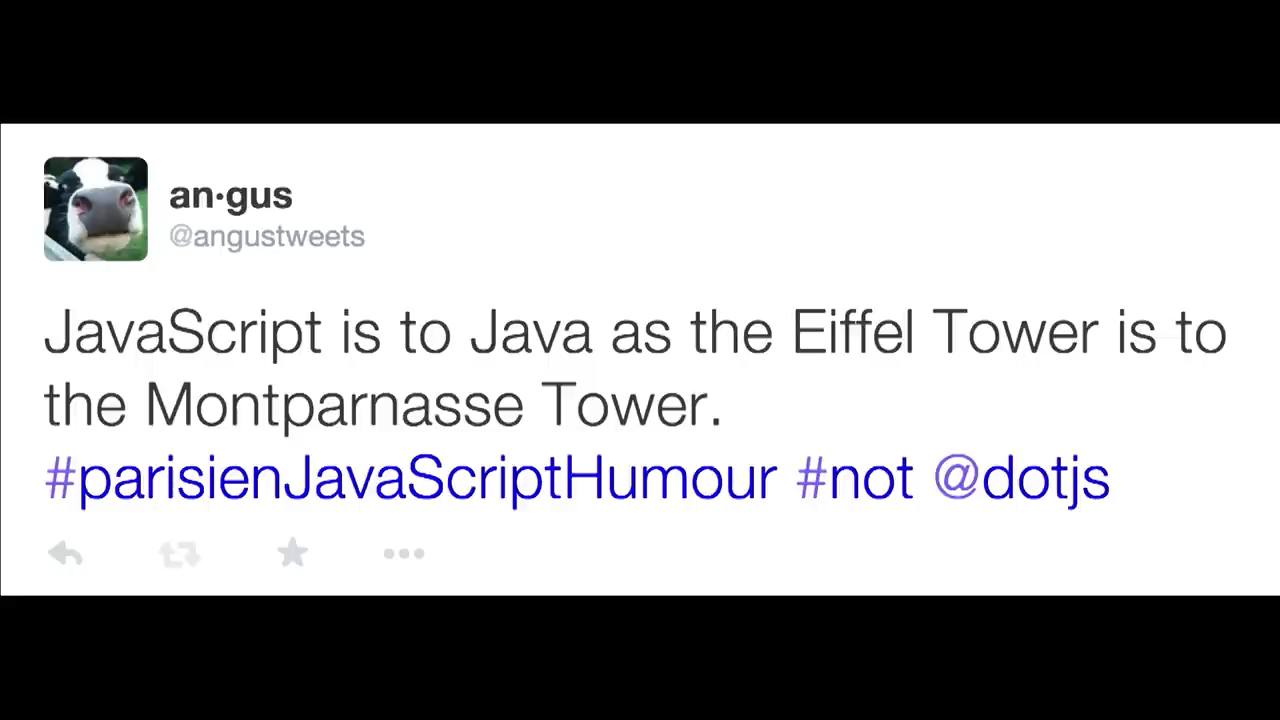 an·gus
@angustweets
JavaScript is to Java as the Eiffel Tower is to
the Montparnasse Tower.
#parisienJavaScriptHumour #not @dotjs